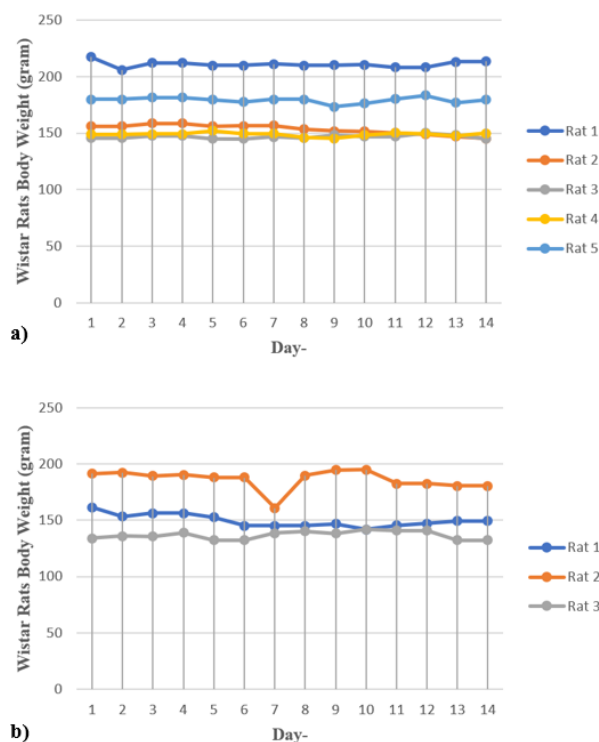 250
200
150
100
50
0
Wistar Rats Body Weight (gram)
1 2 3 4 5 6 7 8 9 10 11 12 13 14
Day-
Rat 1
Rat 2
Rat 3
Rat 4
Rat 5
a)
250
200
150
100
50
0
Wistar Rats Body Weight (gram)
1 2 3 4 5 6 7 8 9 10 11 12 13 14
Day-
Rat 1
Rat 2
Rat 3
b)